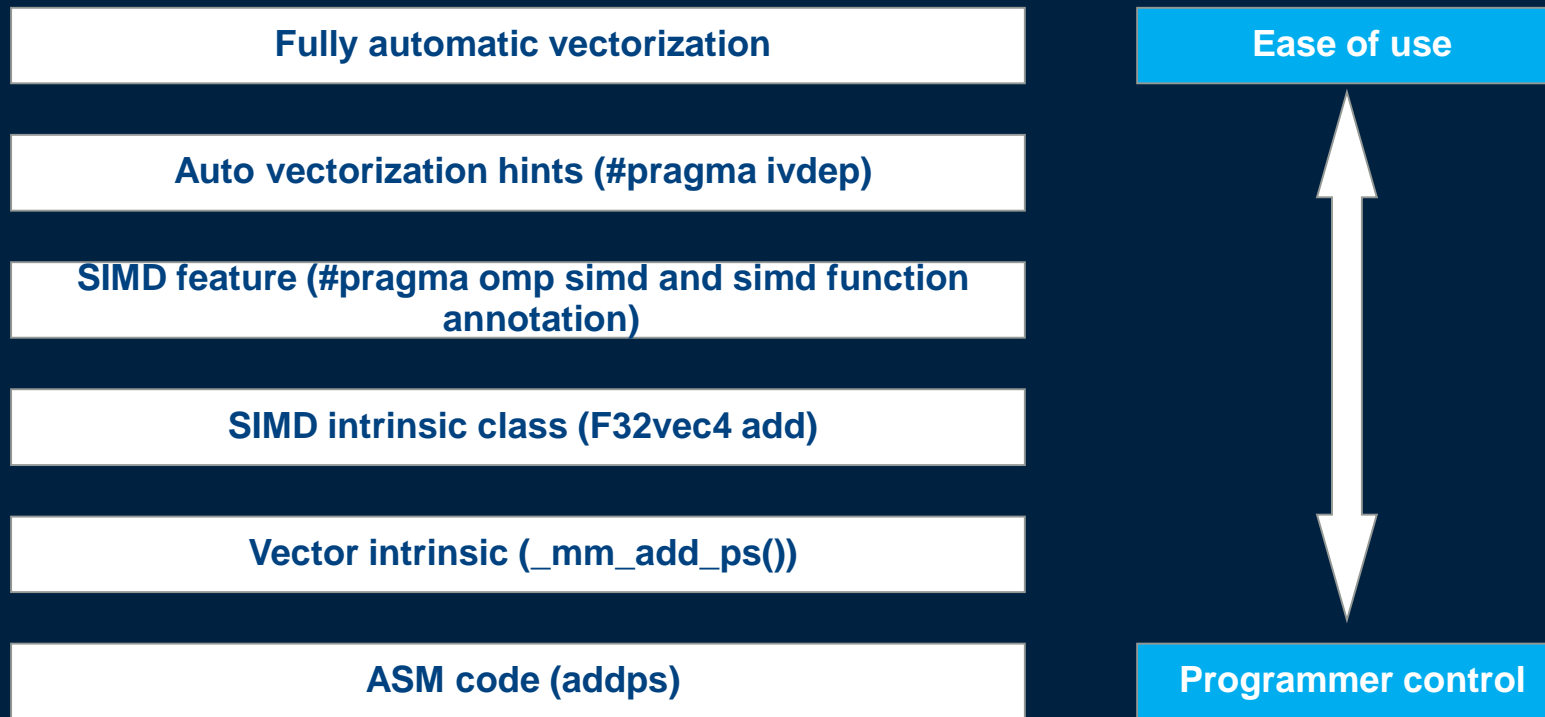 Fully automatic vectorization
Ease of use
Auto vectorization hints (#pragma ivdep)
SIMD feature (#pragma omp simd and simd function
annotation)
SIMD intrinsic class (F32vec4 add)
Vector intrinsic (_mm_add_ps())
ASM code (addps)
Programmer control